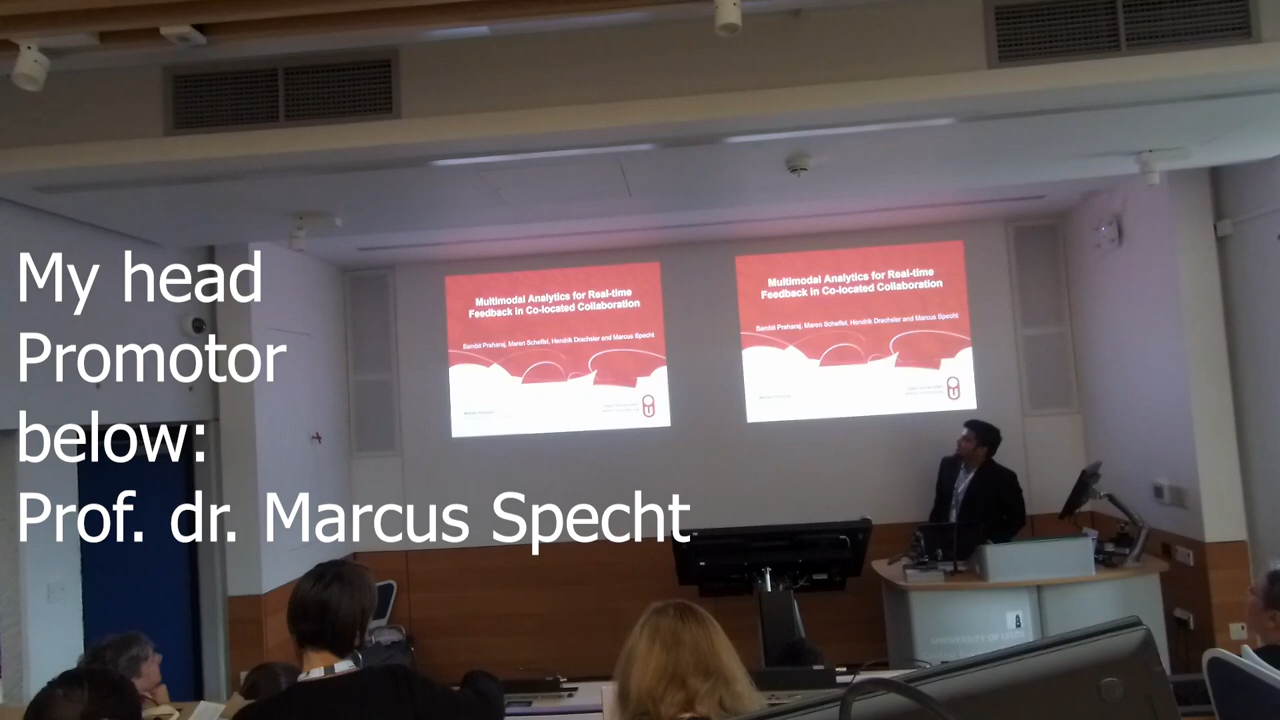 My head
Promotor
below:
Prof. dr. Marcus Specht
Multimodal Analytics for Real-time
Feedback in Co-located Collaboration
Sambit Praharaj, Maren Scheffel, Hendrik Drachsler and Marcus Specht
Multimodal Analytics for Real-time
Feedback in Co-located Collaboration
Sambit Praharaj, Maren Scheffel, Hendrik Drachsler and Marcus Specht
UNIVERSITY OF LEEDS